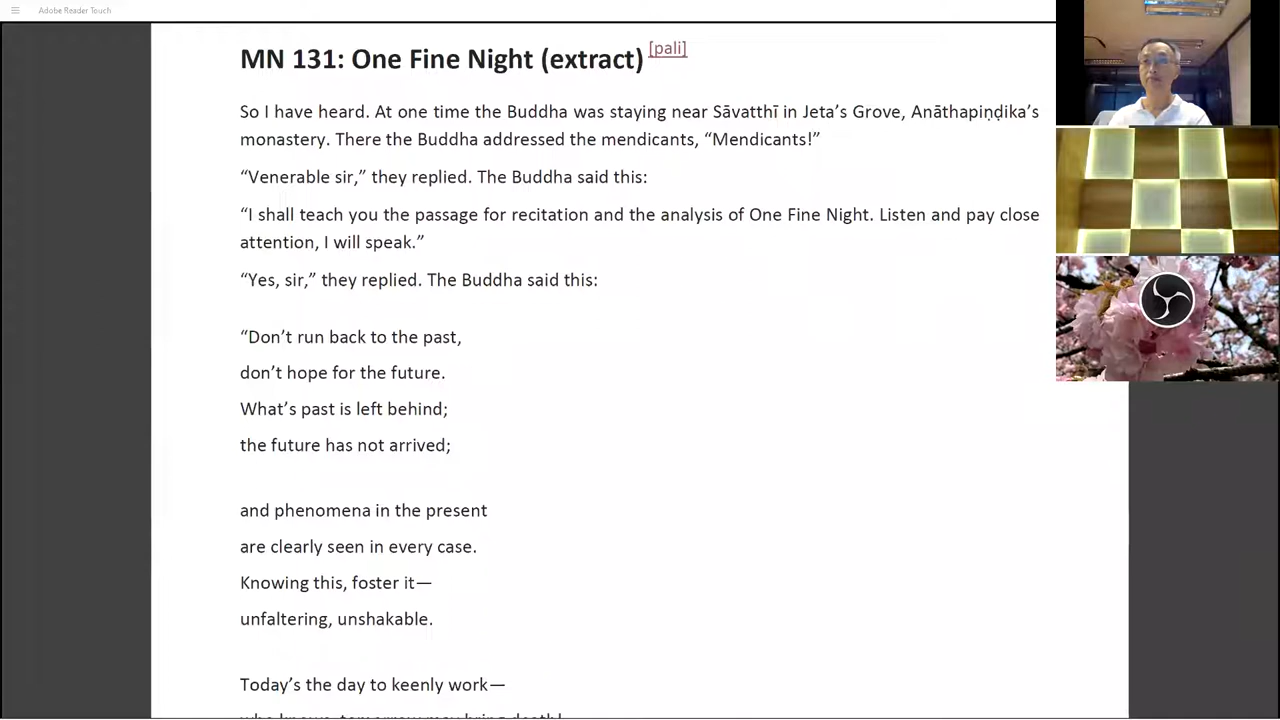 Adobe Reader Touch
MN 131: One Fine Night (extract) [pali]
So I have heard. At one time the Buddha was staying near Sāvatthī in Jeta’s Grove, Anāthapiṇḍika’s
monastery. There the Buddha addressed the mendicants, “Mendicants!”
“Venerable sir,” they replied. The Buddha said this:
“I shall teach you the passage for recitation and the analysis of One Fine Night. Listen and pay close
attention, I will speak.”
“Yes, sir,” they replied. The Buddha said this:
“Don’t run back to the past,
don’t hope for the future.
What’s past is left behind;
the future has not arrived;
and phenomena in the present
are clearly seen in every case.
Knowing this, foster it—
unfaltering, unshakable.
Today’s the day to keenly work—
who knows, tomorrow may bring death!